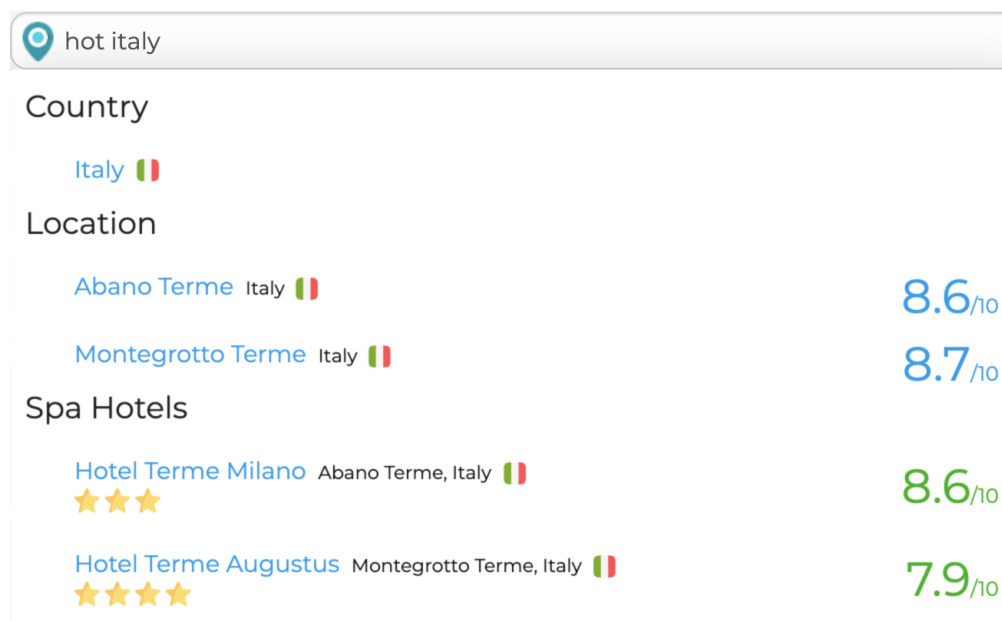 hot italy
Country
Italy
Location
Abano Terme Italy 8.6/10
Montegrotto Terme Italy 8.7/10
Spa Hotels
Hotel Terme Milano Abano Terme, Italy 8.6/10
Hotel Terme Augustus Montegrotto Terme, Italy 7.9/10